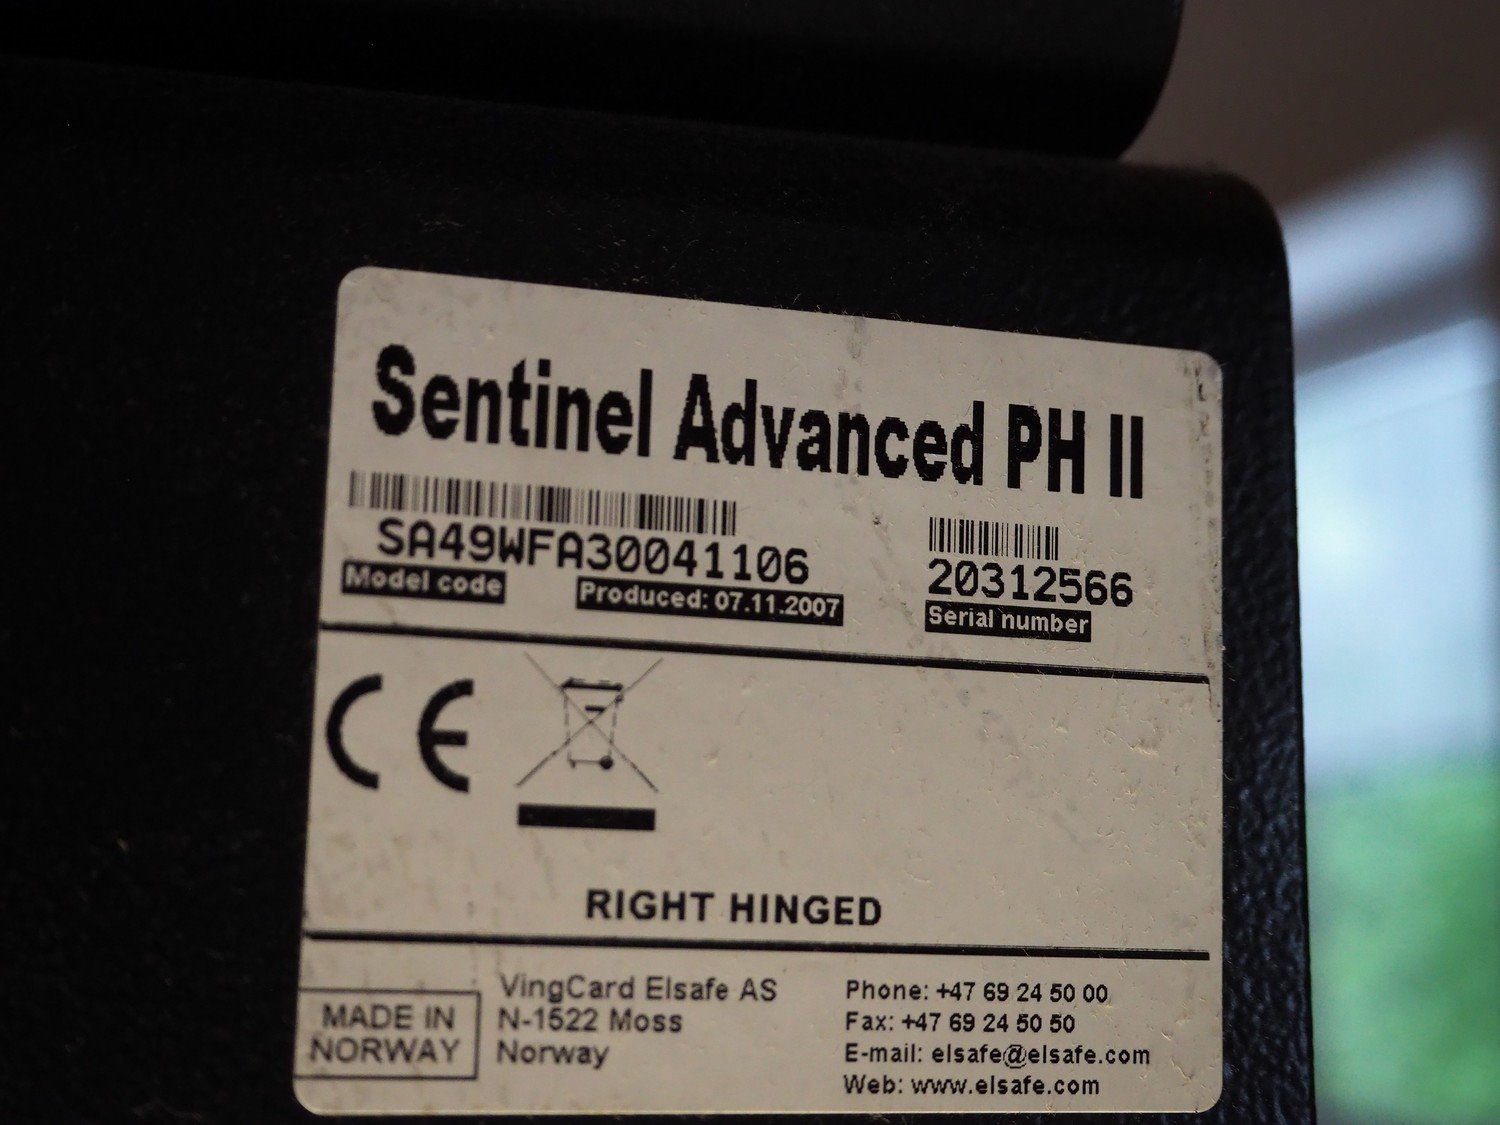 Sentinel Advanced PH II
SA49WFA30041106
Model code
Produced: 07.11.2007
20312566
Serial number
CE
RIGHT HINGED
MADE IN
NORWAY
VingCard Elsafe AS
N-1522 Moss
Norway
Phone: +47 69 24 50 00
Fax: +47 69 24 50 50
E-mail: elsafe@elsafe.com
Web: www.elsafe.com